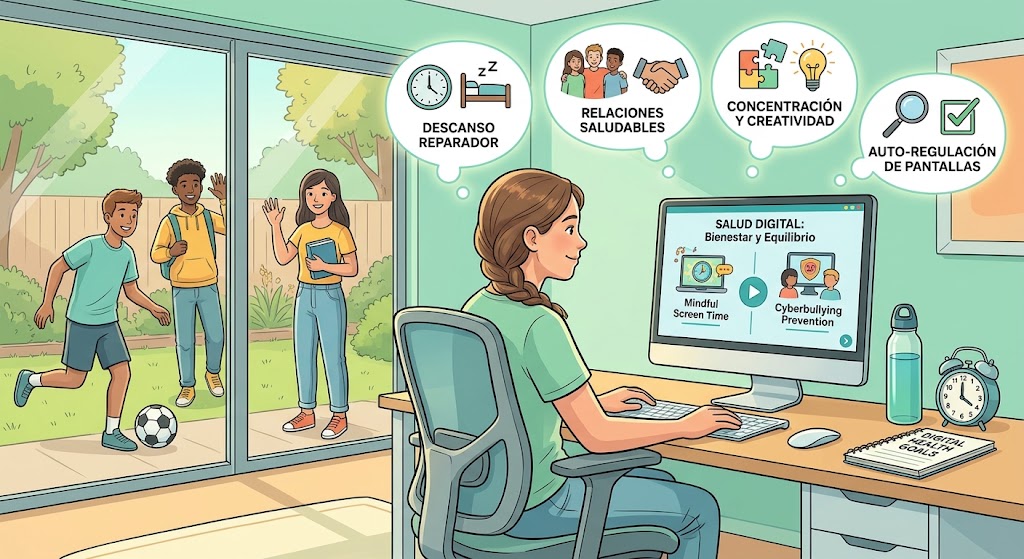 zzz
DESCANSO
REPARADOR
RELACIONES
SALUDABLES
CONCENTRACIÓN
Y CREATIVIDAD
AUTO-REGULACIÓN
DE PANTALLAS
SALUD DIGITAL:
Bienestar y Equilibrio
Mindful
Screen Time
Cyberbullying
Prevention
DIGITAL
HEALTH
GOALS